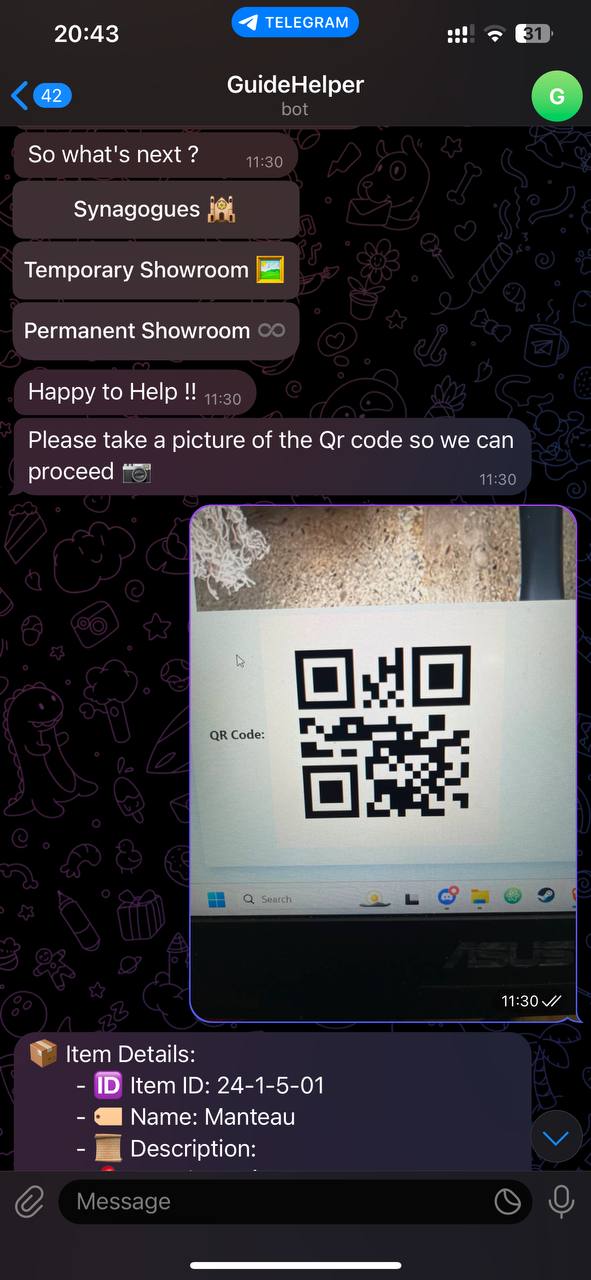 20:43
TELEGRAM
31
42
GuideHelper
bot
G
So what's next ?
11:30
Synagogues
Temporary Showroom
Permanent Showroom
Happy to Help !!
11:30
Please take a picture of the Qr code so we can
proceed
11:30
QR Code:
Search
ASUS
11:30
Item Details:
- ID Item ID: 24-1-5-01
- Name: Manteau
- Description:
Message